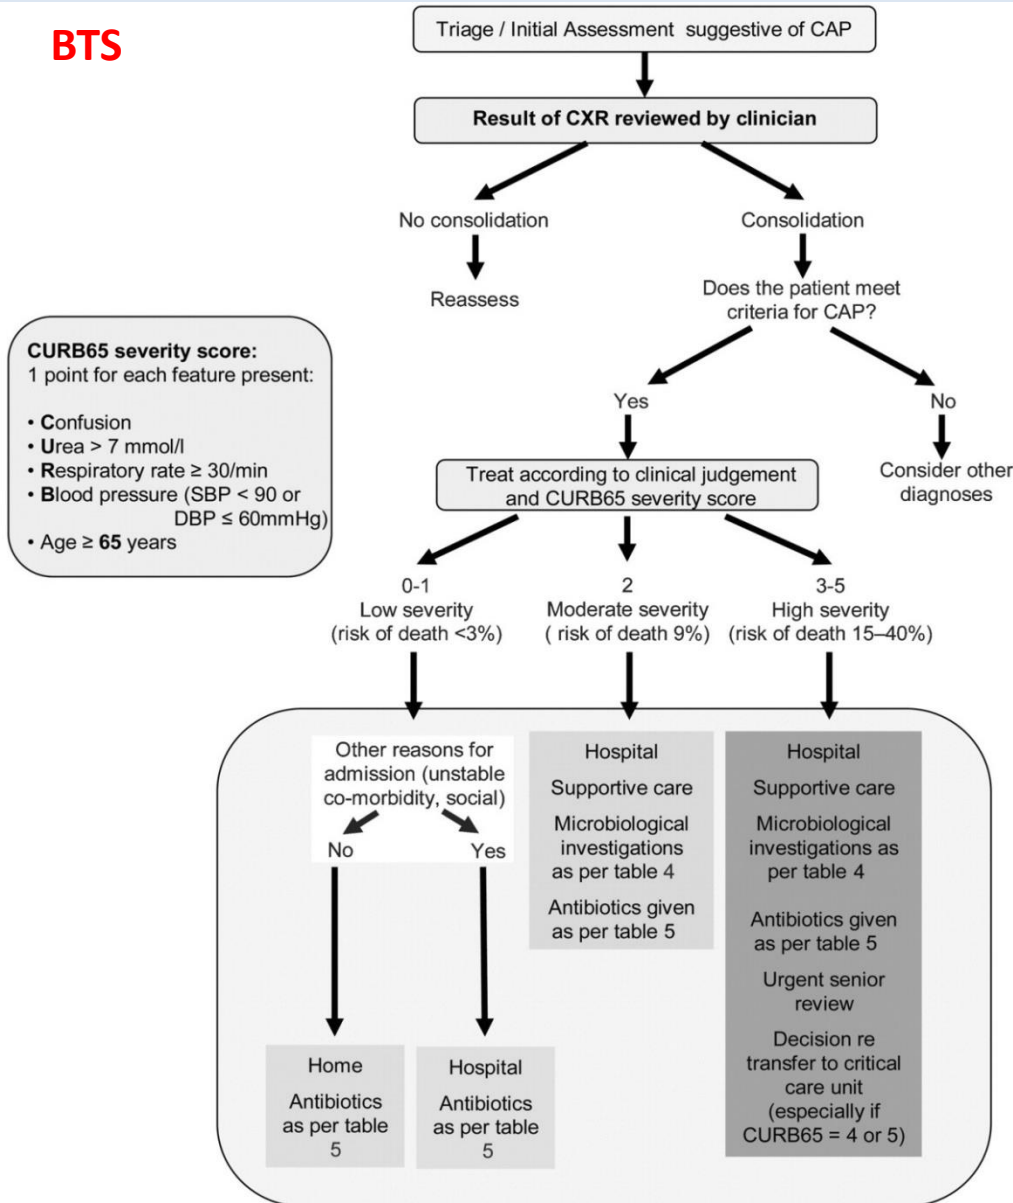 BTS
Triage / Initial Assessment suggestive of CAP
Result of CXR reviewed by clinician
No consolidation
Consolidation
Reassess
Does the patient meet
criteria for CAP?
CURB65 severity score:
1 point for each feature present:
• Confusion
• Urea > 7 mmol/l
• Respiratory rate ≥ 30/min
• Blood pressure (SBP < 90 or
DBP ≤ 60mmHg)
• Age ≥ 65 years
Yes
No
Treat according to clinical judgement
and CURB65 severity score
Consider other
diagnoses
0-1
Low severity
(risk of death <3%)
2
Moderate severity
( risk of death 9%)
3-5
High severity
(risk of death 15–40%)
Other reasons for
admission (unstable
co-morbidity, social)
No
Yes
Home
Antibiotics
as per table
5
Hospital
Antibiotics
as per table
5
Hospital
Supportive care
Microbiological
investigations
as per table 4
Antibiotics given
as per table 5
Hospital
Supportive care
Microbiological
investigations as
per table 4
Antibiotics given
as per table 5
Urgent senior
review
Decision re
transfer to critical
care unit
(especially if
CURB65 = 4 or 5)